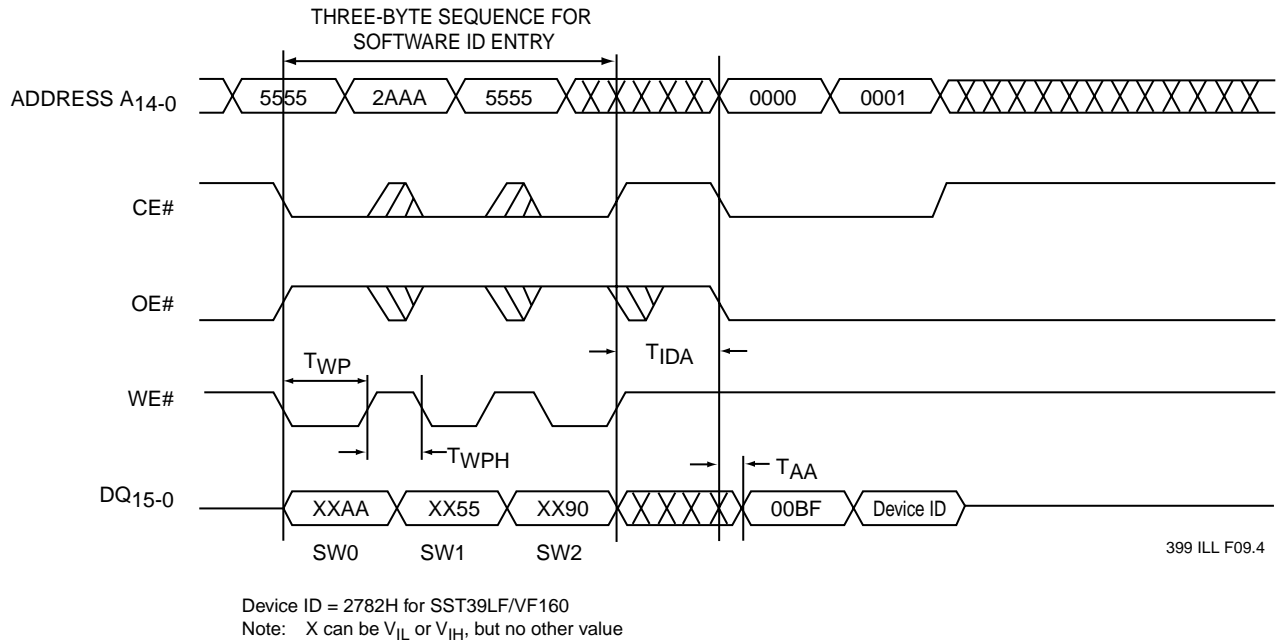 THREE-BYTE SEQUENCE FOR
SOFTWARE ID ENTRY
ADDRESS A14-0
5555
2AAA
5555
0000
0001
CE#
OE#
TIDA
TWP
WE#
TWPH
TAA
DQ15-0
XXAA
XX55
XX90
00BF
Device ID
SW0
SW1
SW2
399 ILL F09.4
Device ID = 2782H for SST39LF/VF160
Note: X can be VIL or VIH, but no other value